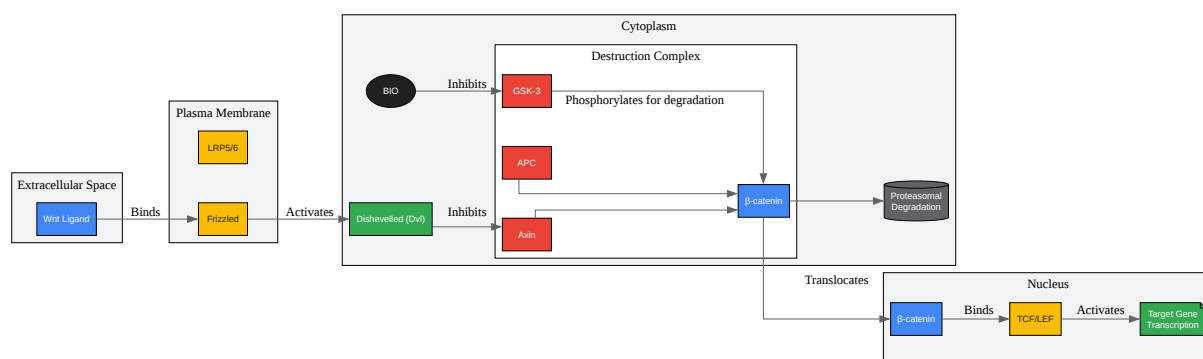 Cytoplasm
Destruction Complex
BIO
Inhibits
GSK-3
Phosphorylates for degradation
Plasma Membrane
LRP5/6
APC
Extracellular Space
Wnt Ligand
Binds
Frizzled
Activates
Dishevelled (Dvl)
Inhibits
Axin
β-catenin
Proteasomal
Degradation
Translocates
Nucleus
β-catenin
Binds
TCF/LEF
Activates
Target Gene
Transcription